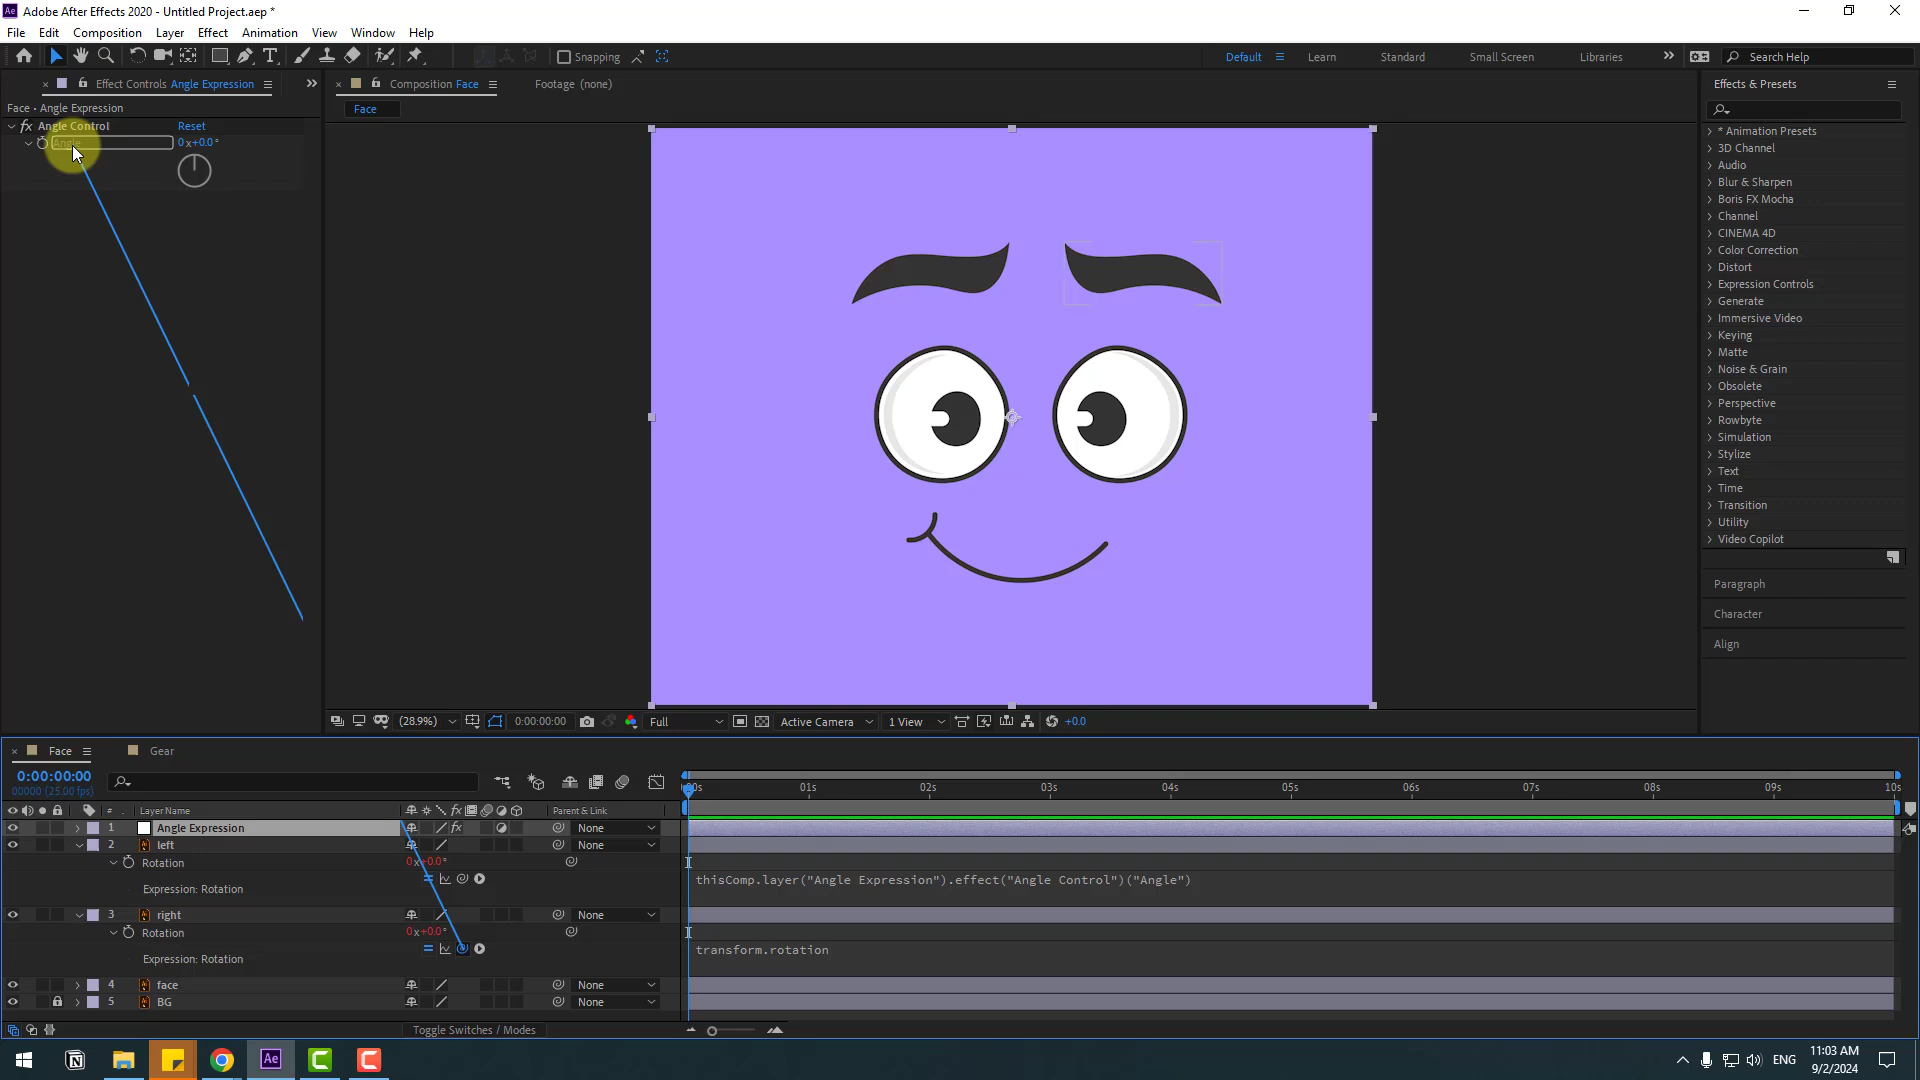 Adobe After Effects 2020 - Untitled Project.aep *
File Edit Composition Layer Effect Animation View Window Help
Snapping
Default Learn Standard Small Screen Libraries Search Help
Effect Controls Angle Expression
Composition Face
Footage (none)
Effects & Presets
Face • Angle Expression
Face
fx Angle Control Reset
Angle 0 x+0.0 °
* Animation Presets
3D Channel
Audio
Blur & Sharpen
Boris FX Mocha
Channel
CINEMA 4D
Color Correction
Distort
Expression Controls
Generate
Immersive Video
Keying
Matte
Noise & Grain
Obsolete
Perspective
Rowbyte
Simulation
Stylize
Text
Time
Transition
Utility
Video Copilot
Paragraph
Character
Align
(28.9%) 0:00:00:00 Full Active Camera 1 View +0.0
Face Gear
0:00:00:00
00000 (25.00 fps)
# Layer Name fx Parent & Link
00s 01s 02s 03s 04s 05s 06s 07s 08s 09s 10s
1 Angle Expression fx None
2 left None
Rotation 0 x+0.0 °
Expression: Rotation
thisComp.layer("Angle Expression").effect("Angle Control")("Angle")
3 right None
Rotation 0 x+0.0 °
Expression: Rotation
transform.rotation
4 face None
5 BG None
Toggle Switches / Modes
Ae
ENG
11:03 AM
9/2/2024